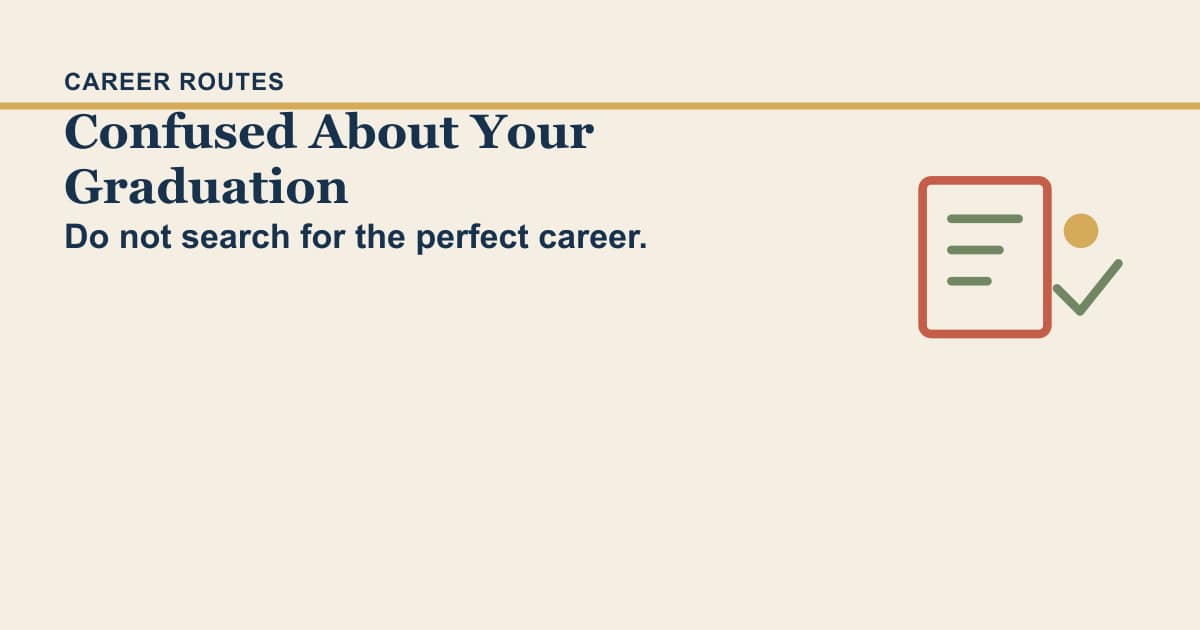 CAREER ROUTES
Confused About Your
Graduation
Do not search for the perfect career.